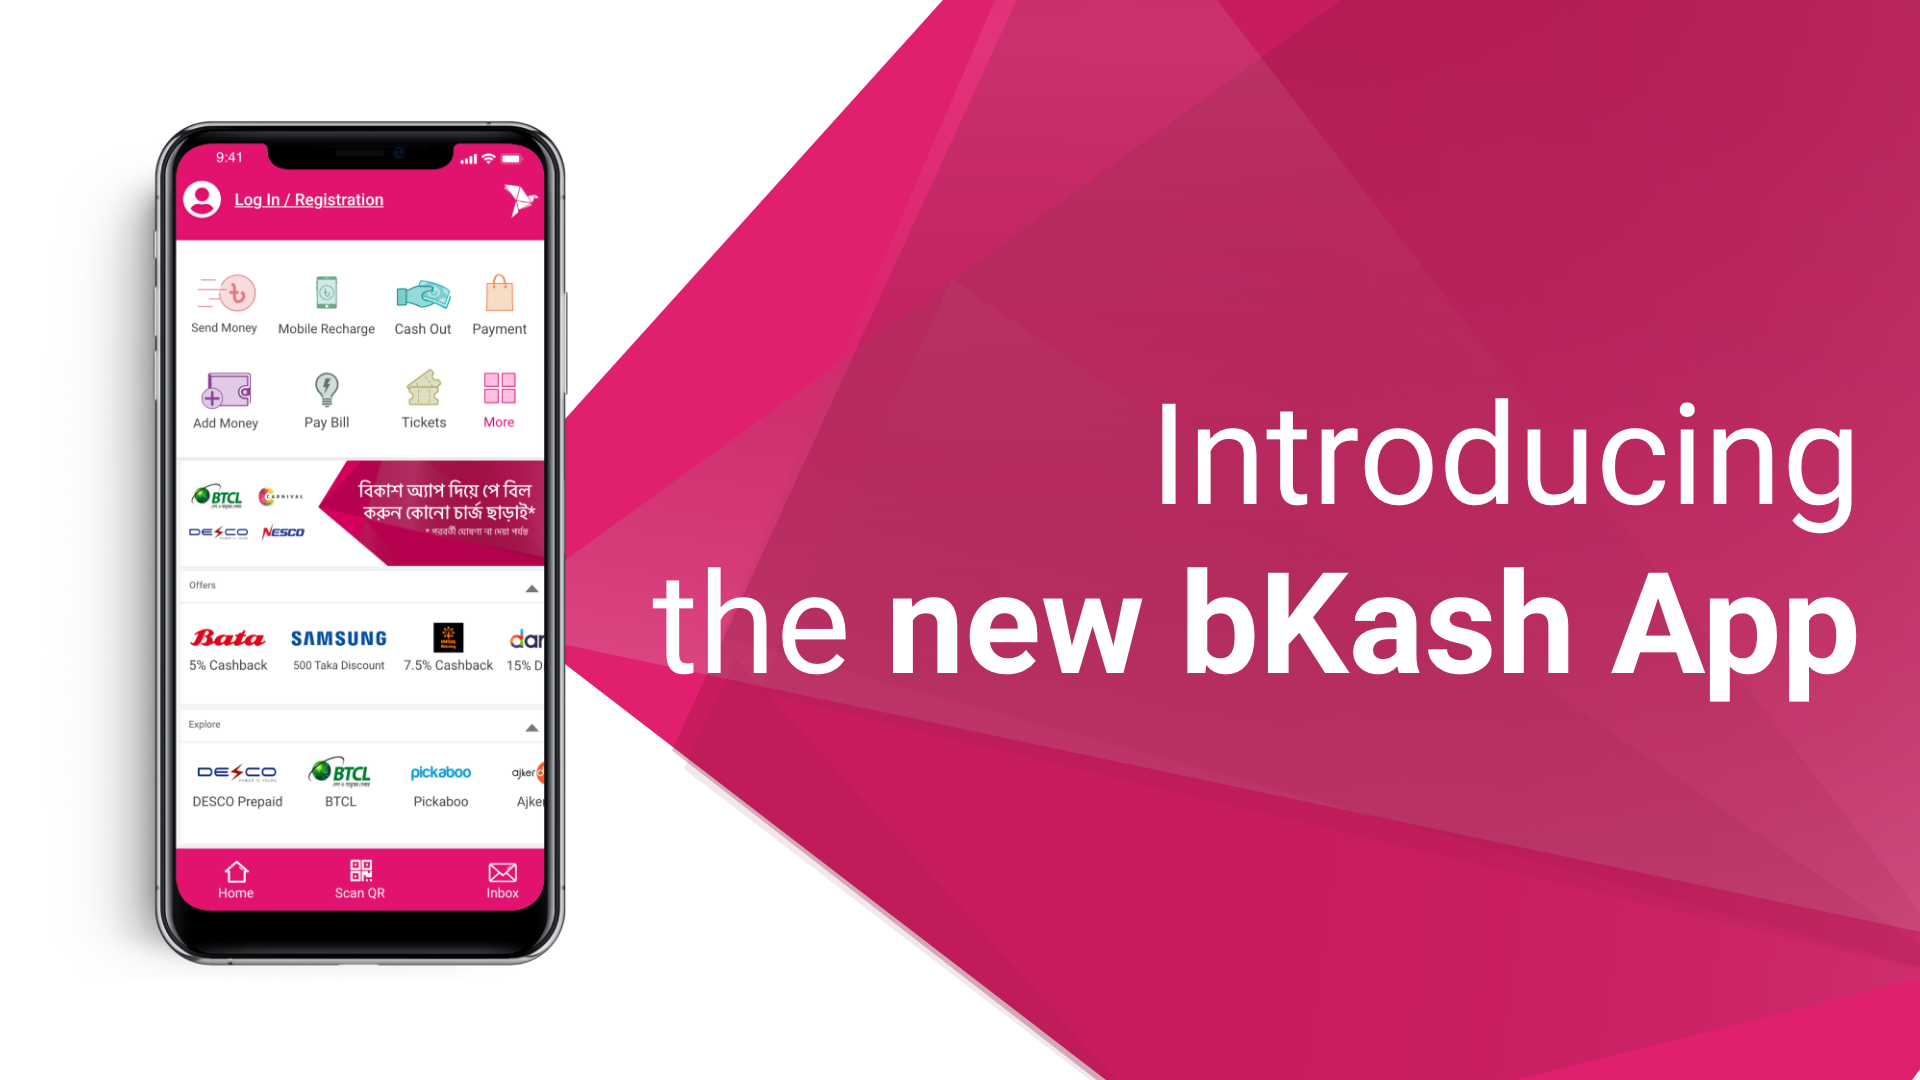 9:41
Log In / Registration
Send Money
Mobile Recharge
Cash Out
Payment
Add Money
Pay Bill
Tickets
More
BTCL
CARNIVAL
DESCO
NESCO
বিকাশ অ্যাপ দিয়ে পে বিল
করুন কোনো চার্জ ছাড়াই*
* পরবর্তী ঘোষণা না দেয়া পর্যন্ত
Offers
Bata
SAMSUNG
dar
5% Cashback
500 Taka Discount
7.5% Cashback
15% D
Explore
DESCO
BTCL
pickaboo
ajker
DESCO Prepaid
BTCL
Pickaboo
Ajker
Home
Scan QR
Inbox
Introducing
the new bKash App